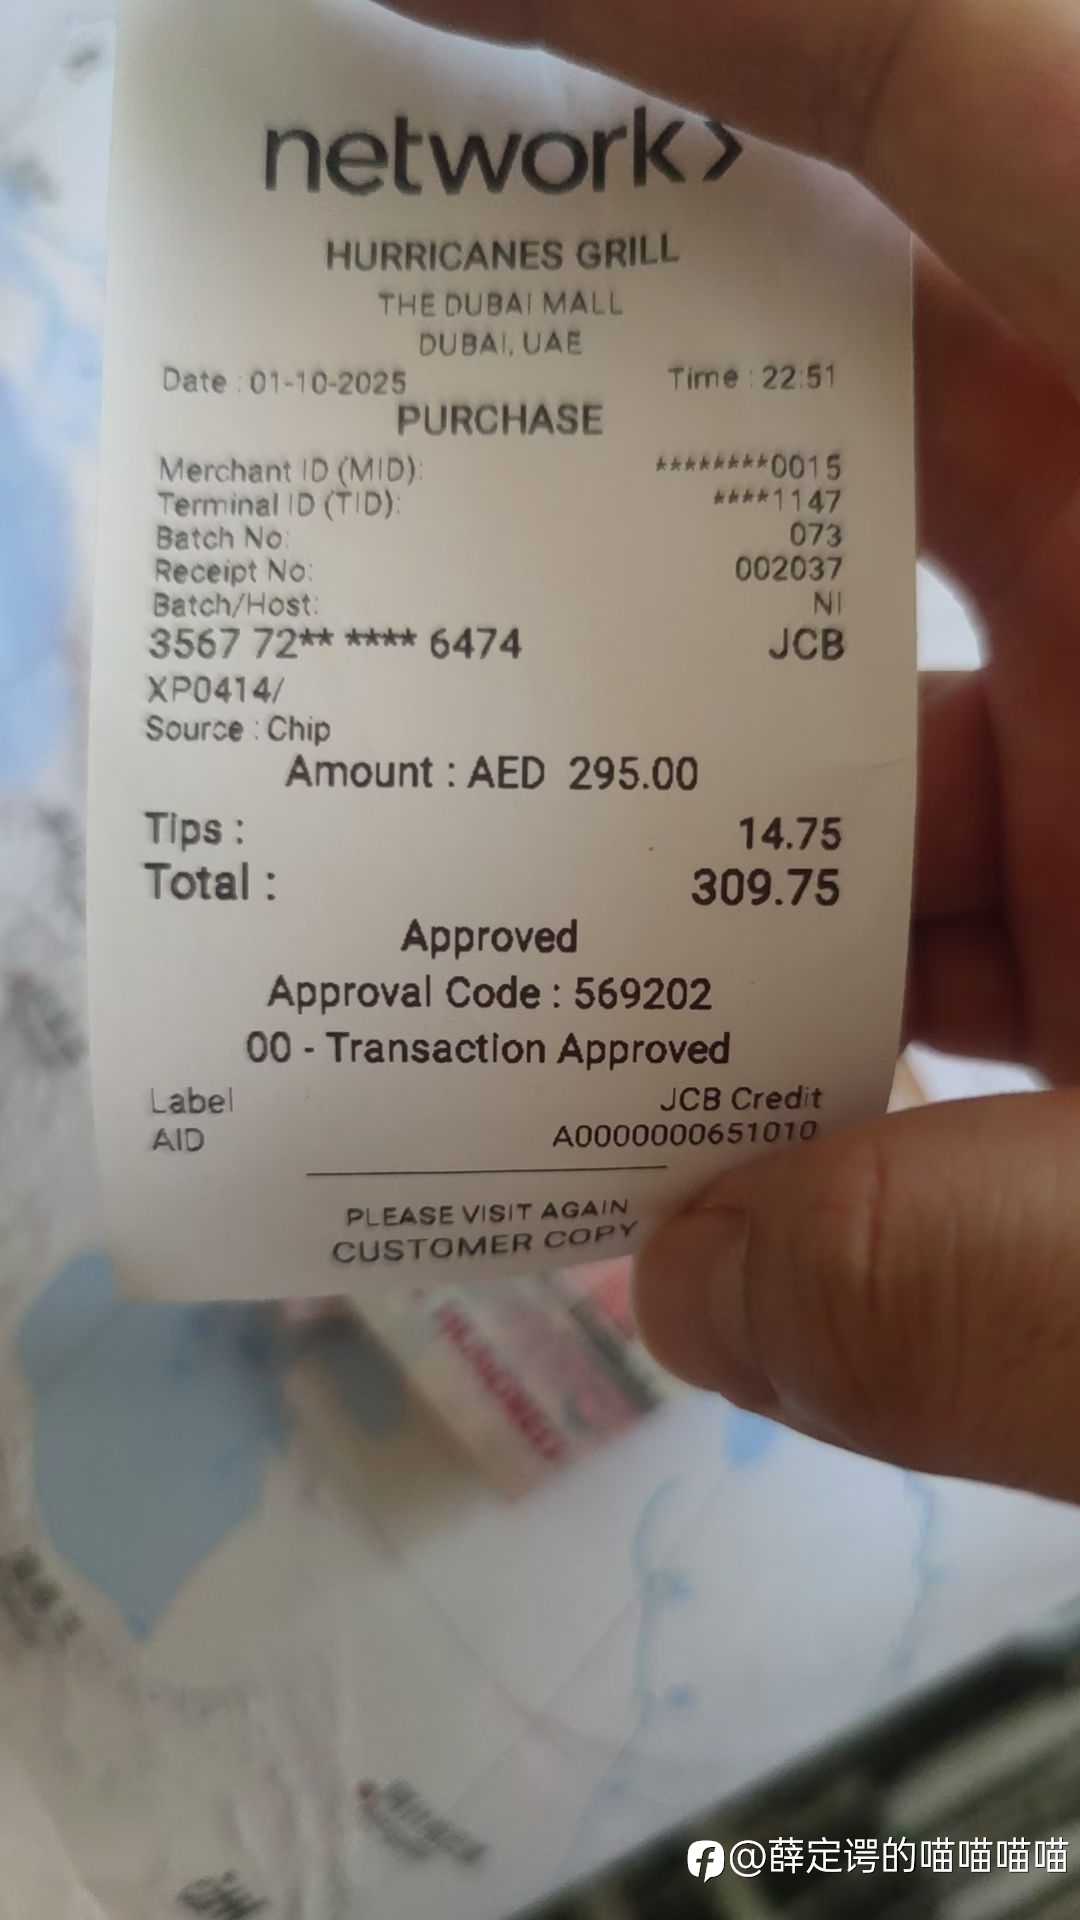 network>
HURRICANES GRILL
THE DUBAI MALL
DUBAI, UAE
Date : 01-10-2025 Time : 22:51
PURCHASE
Merchant ID (MID): ********0015
Terminal ID (TID): ****1147
Batch No: 073
Receipt No: 002037
Batch/Host: NI
3567 72** **** 6474 JCB
XP0414/
Source : Chip
Amount : AED 295.00
Tips : 14.75
Total : 309.75
Approved
Approval Code : 569202
00 - Transaction Approved
Label JCB Credit
AID A0000000651010
PLEASE VISIT AGAIN
CUSTOMER COPY
@薛定谔的喵喵喵喵